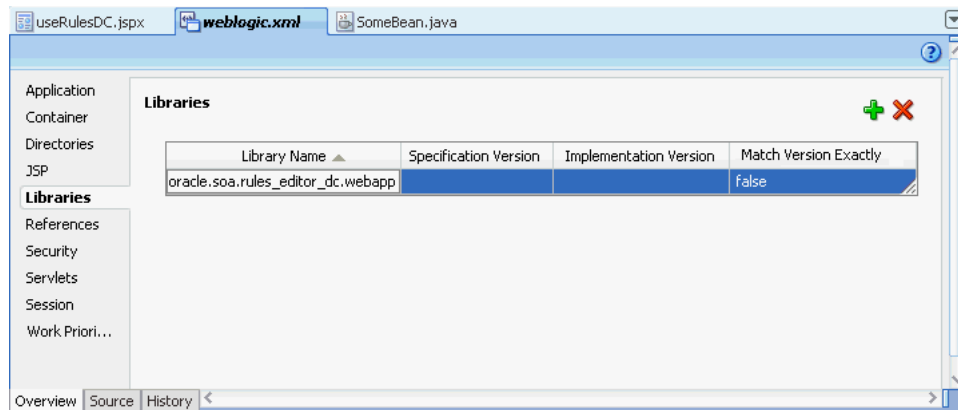 useRulesDC.jspx weblogic.xml SomeBean.java
?
Application
Container
Directories
JSP
Libraries
References
Security
Servlets
Session
Work Priori...
Libraries
Library Name Specification Version Implementation Version Match Version Exactly
oracle.soa.rules_editor_dc.webapp false
Overview Source History